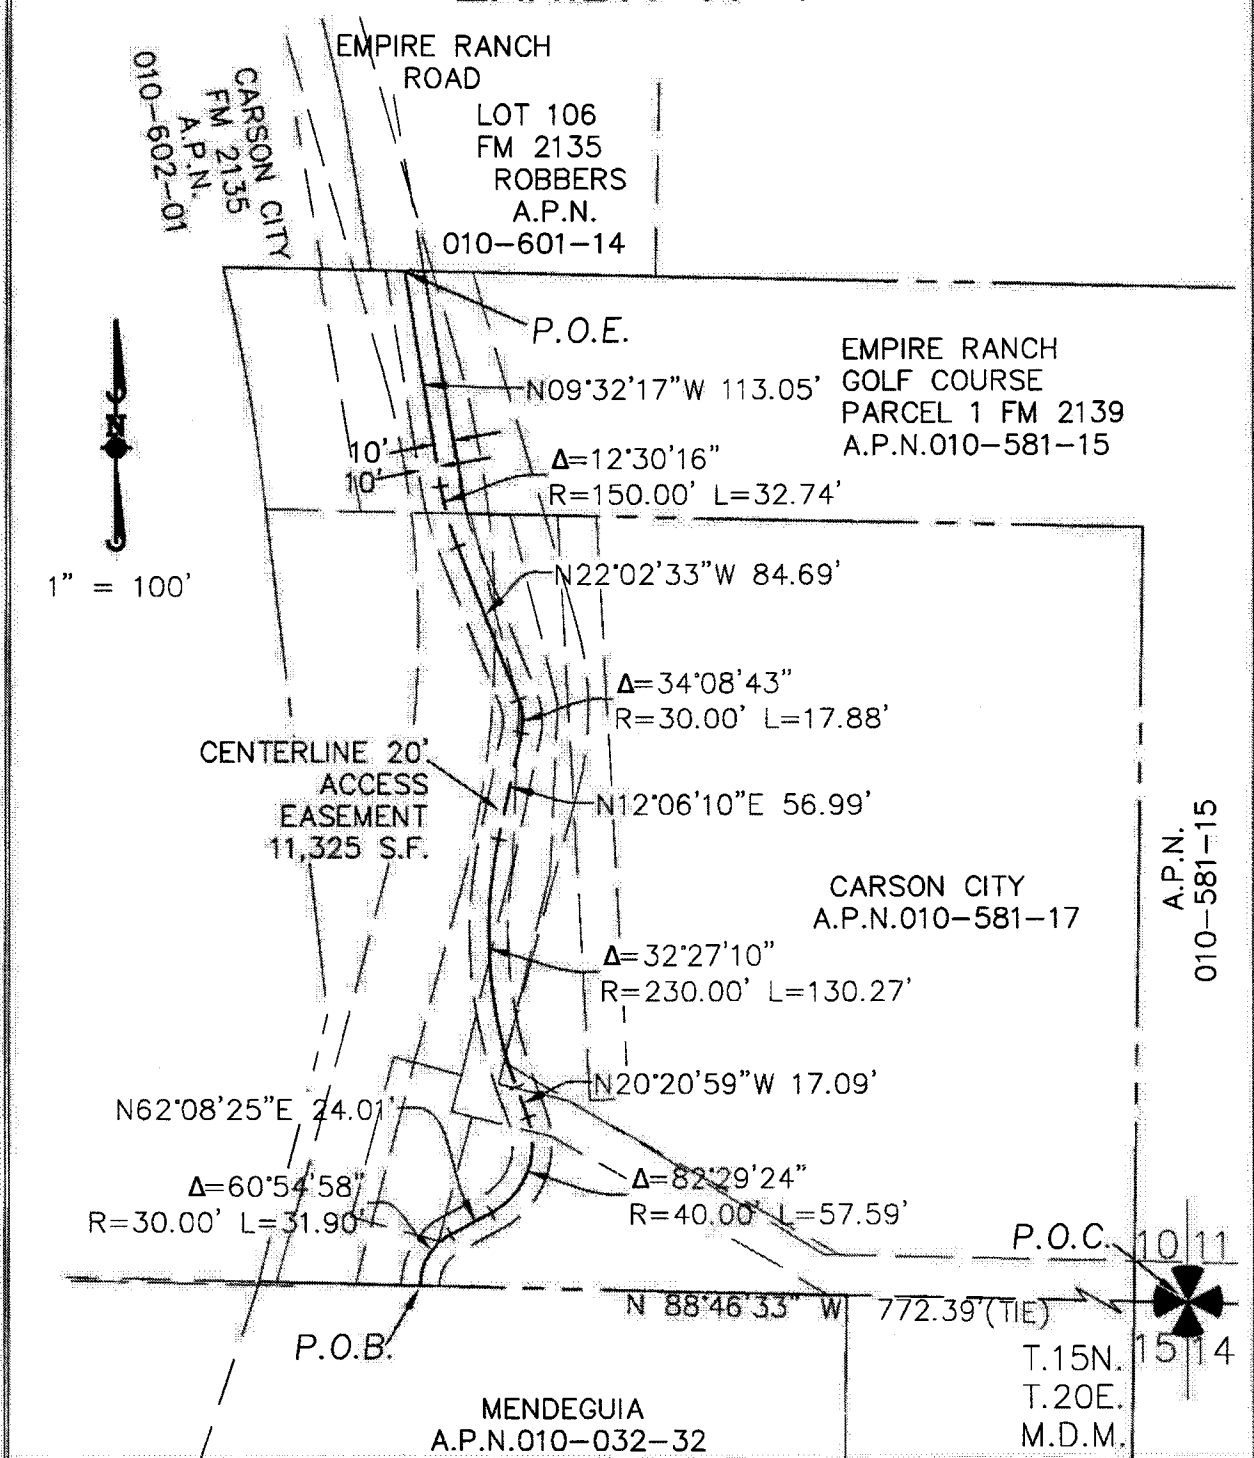 EMPIRE RANCH
ROAD
LOT 106
FM 2135
ROBBERS
A.P.N.
010-601-14
CARSON CITY
FM 2135
A.P.N.
010-602-01
P.O.E.
N09°32'17"W 113.05'
EMPIRE RANCH
GOLF COURSE
PARCEL 1 FM 2139
A.P.N.010-581-15
10'
10'
Δ=12°30'16"
R=150.00' L=32.74'
N
1" = 100'
N22°02'33"W 84.69'
Δ=34°08'43"
R=30.00' L=17.88'
CENTERLINE 20'
ACCESS
EASEMENT
11,325 S.F.
N12°06'10"E 56.99'
A.P.N.
010-581-15
CARSON CITY
A.P.N.010-581-17
Δ=32°27'10"
R=230.00' L=130.27'
N20°20'59"W 17.09'
N62°08'25"E 24.01'
Δ=60°54'58"
R=30.00' L=31.90'
Δ=82°29'24"
R=40.00' L=57.59'
P.O.C.
10 11
N 88°46'33" W 772.39'(TIE)
15 14
P.O.B.
T.15N.
T.20E.
M.D.M.
MENDEGUIA
A.P.N.010-032-32